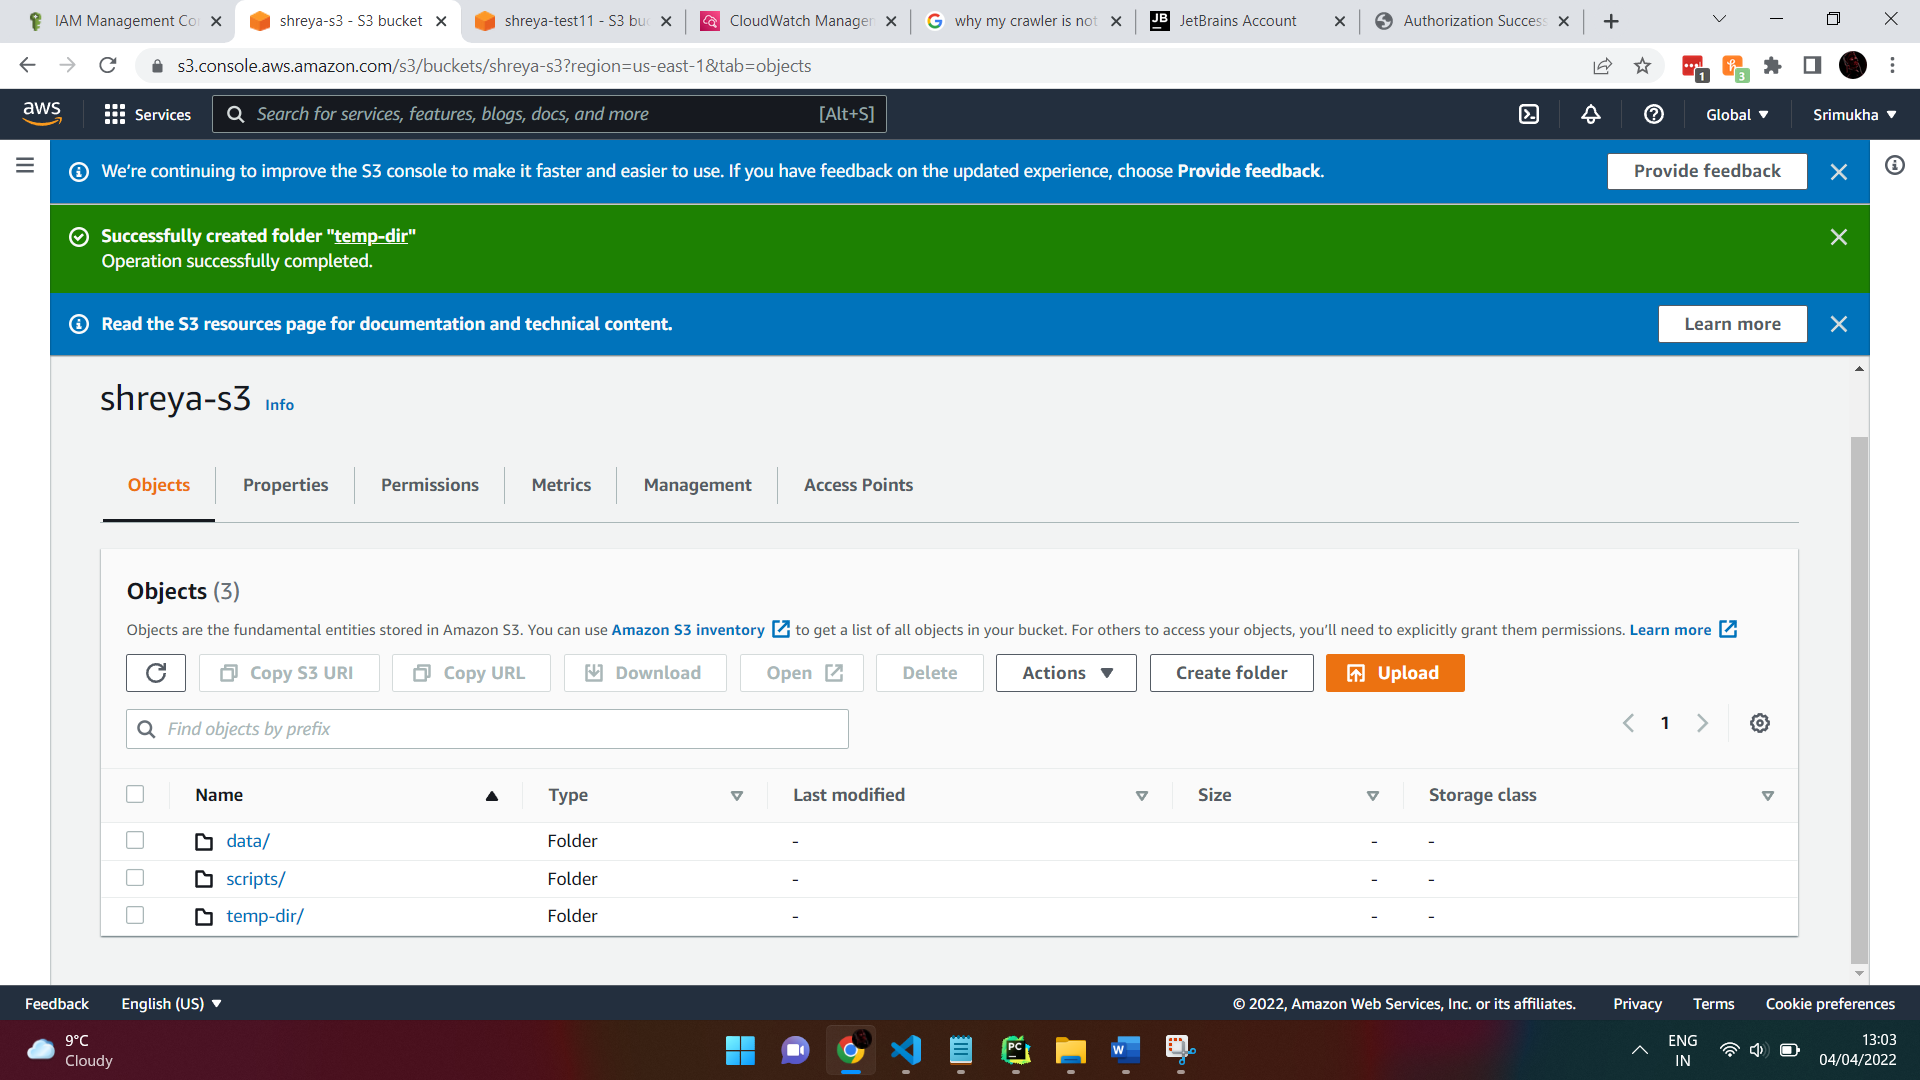 IAM Management Co
shreya-s3 - S3 bucket
shreya-test11 - S3 buc
CloudWatch Manager
why my crawler is not
JetBrains Account
Authorization Success
s3.console.aws.amazon.com/s3/buckets/shreya-s3?region=us-east-1&tab=objects
1
3
aws
Services
Search for services, features, blogs, docs, and more
[Alt+S]
Global
Srimukha
We're continuing to improve the S3 console to make it faster and easier to use. If you have feedback on the updated experience, choose Provide feedback.
Provide feedback
Successfully created folder "temp-dir"
Operation successfully completed.
Read the S3 resources page for documentation and technical content.
Learn more
shreya-s3 Info
Objects
Properties
Permissions
Metrics
Management
Access Points
Objects (3)
Objects are the fundamental entities stored in Amazon S3. You can use Amazon S3 inventory to get a list of all objects in your bucket. For others to access your objects, you'll need to explicitly grant them permissions. Learn more
Copy S3 URI
Copy URL
Download
Open
Delete
Actions
Create folder
Upload
Find objects by prefix
1
Name Type Last modified Size Storage class
data/ Folder - - -
scripts/ Folder - - -
temp-dir/ Folder - - -
Feedback
English (US)
© 2022, Amazon Web Services, Inc. or its affiliates.
Privacy
Terms
Cookie preferences
9°C
Cloudy
PC
W
ENG
IN
13:03
04/04/2022